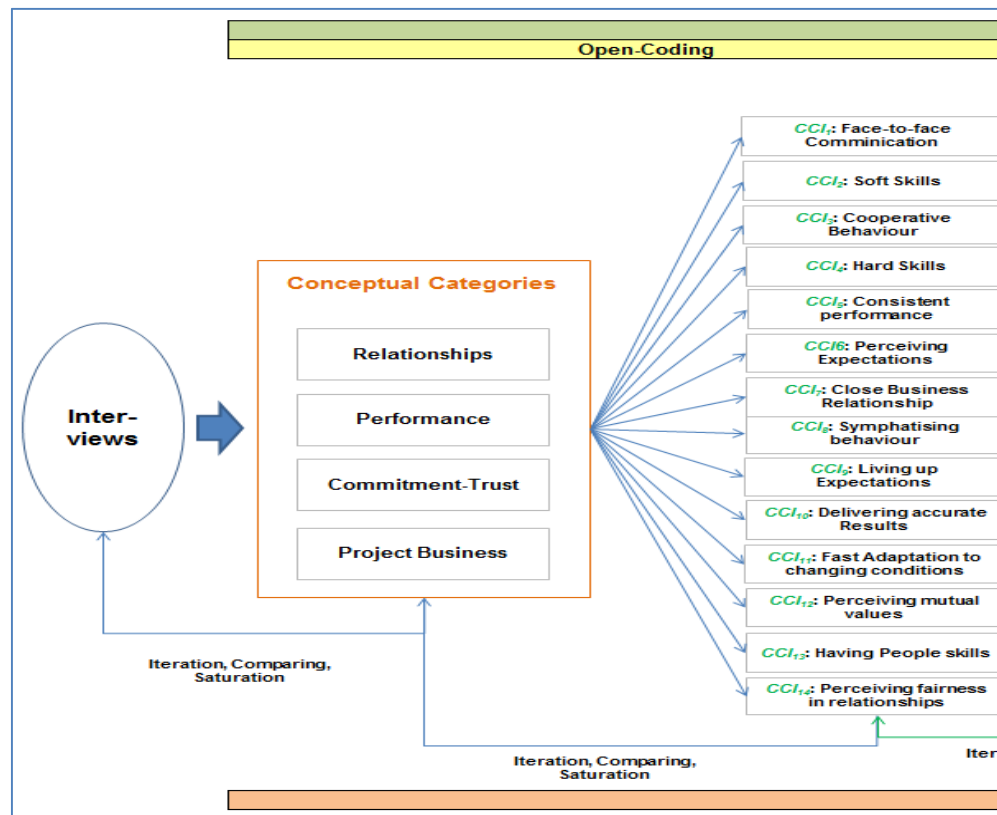 Open-Coding
Inter-
views
Conceptual Categories
Relationships
Performance
Commitment-Trust
Project Business
CCI₁: Face-to-face
Comminication
CCI₂: Soft Skills
CCI₃: Cooperative
Behaviour
CCI₄: Hard Skills
CCI₅: Consistent
performance
CCI6: Perceiving
Expectations
CCI₇: Close Business
Relationship
CCI₈: Symphatising
behaviour
CCI₉: Living up
Expectations
CCI₁₀: Delivering accurate
Results
CCI₁₁: Fast Adaptation to
changing conditions
CCI₁₂: Perceiving mutual
values
CCI₁₃: Having People skills
CCI₁₄: Perceiving fairness
in relationships
Iteration, Comparing,
Saturation
Iteration, Comparing,
Saturation
Iter